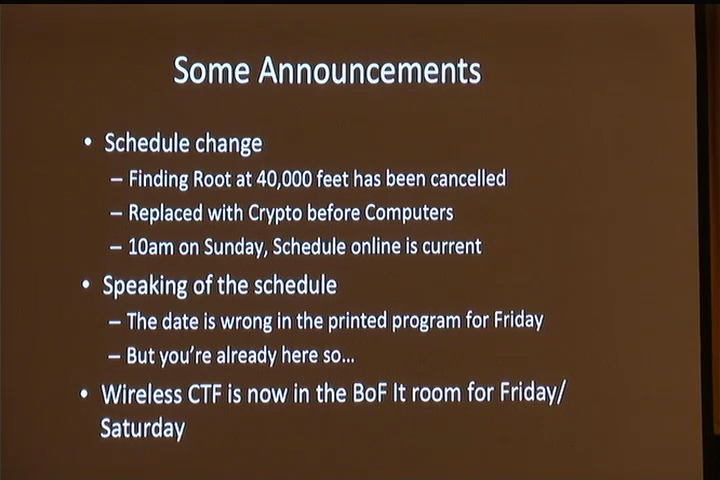 Some Announcements
• Schedule change
– Finding Root at 40,000 feet has been cancelled
– Replaced with Crypto before Computers
– 10am on Sunday, Schedule online is current
• Speaking of the schedule
– The date is wrong in the printed program for Friday
– But you're already here so...
• Wireless CTF is now in the BoF It room for Friday/
Saturday